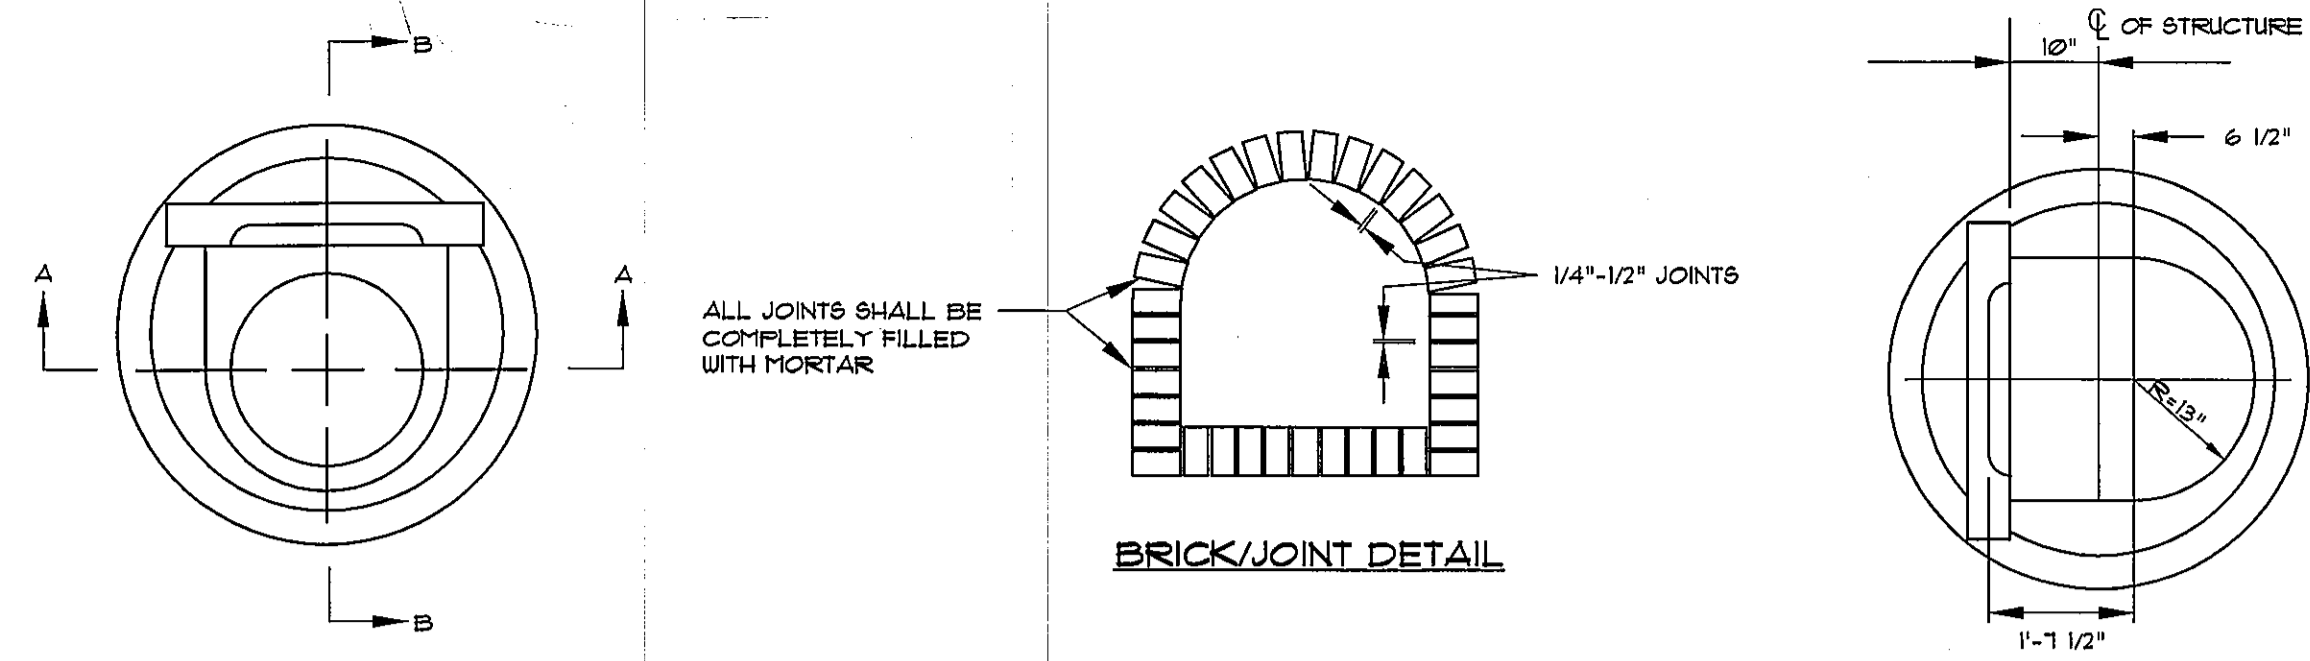 B
A
A
B
ALL JOINTS SHALL BE
COMPLETELY FILLED
WITH MORTAR
1/4"-1/2" JOINTS
BRICK/JOINT DETAIL
℄ OF STRUCTURE
10"
6 1/2"
R=13"
1'-7 1/2"